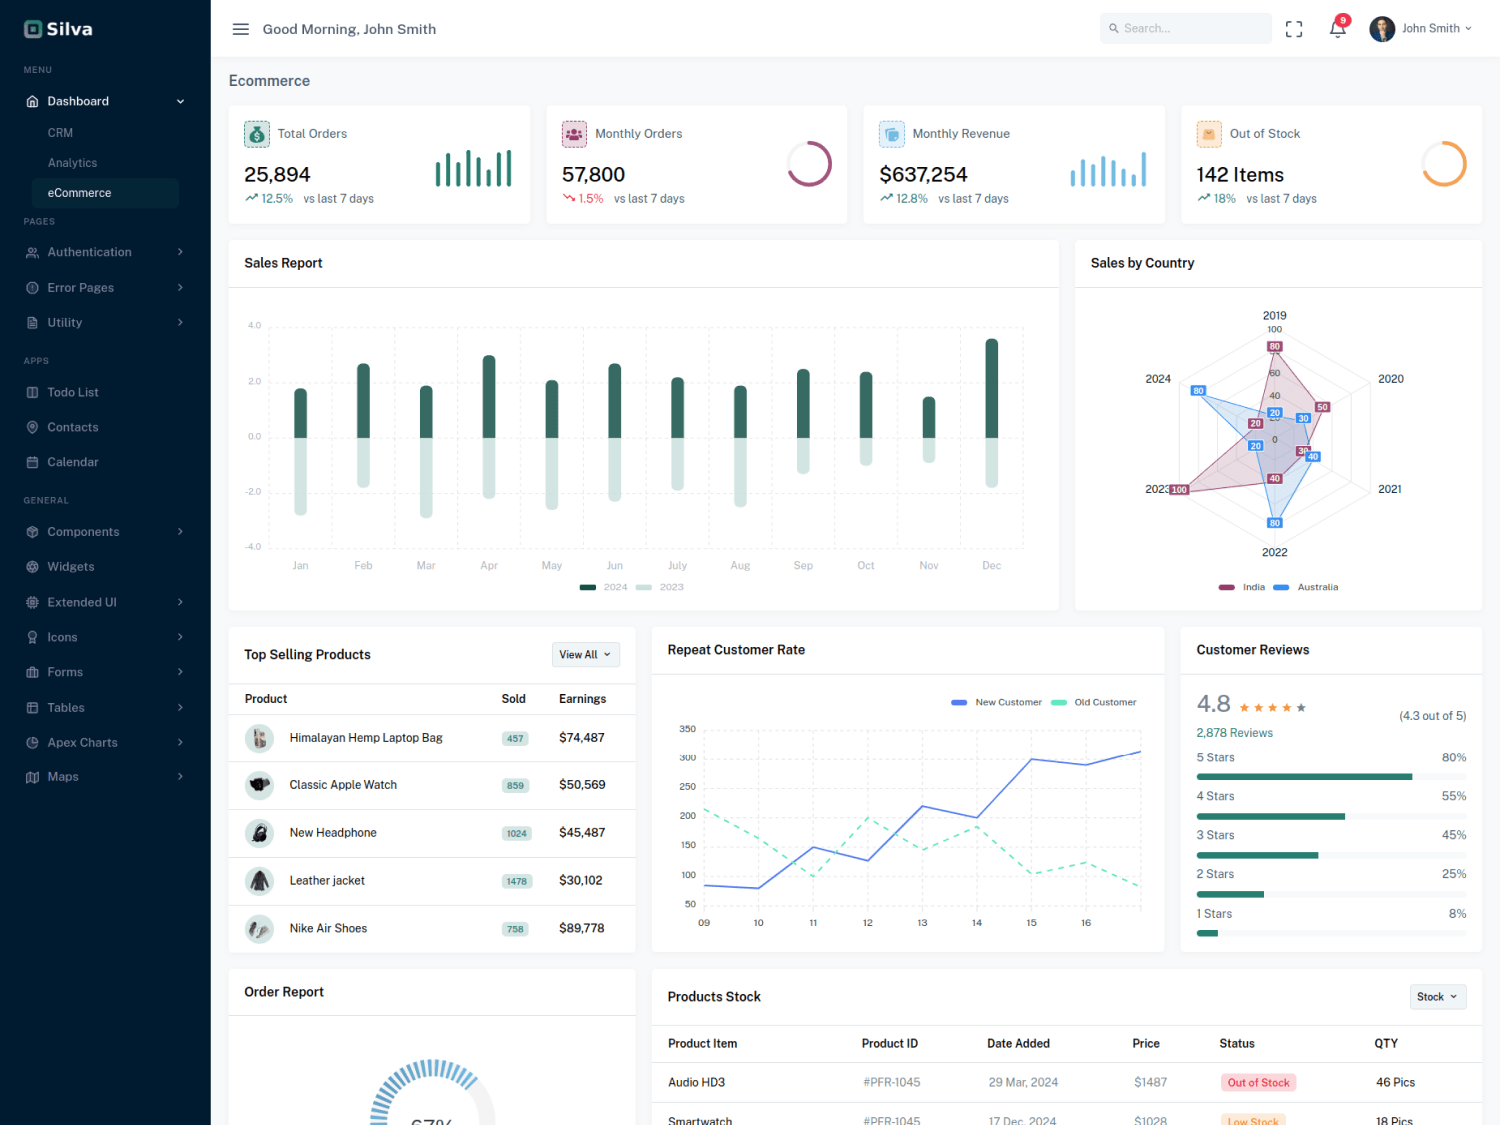 Silva
MENU
Dashboard
CRM
Analytics
eCommerce
PAGES
Authentication
Error Pages
Utility
APPS
Todo List
Contacts
Calendar
GENERAL
Components
Widgets
Extended UI
Icons
Forms
Tables
Apex Charts
Maps
Good Morning, John Smith
Search...
9
John Smith
Ecommerce
Total Orders
25,894
12.5% vs last 7 days
Monthly Orders
57,800
1.5% vs last 7 days
Monthly Revenue
$637,254
12.8% vs last 7 days
Out of Stock
142 Items
18% vs last 7 days
Sales Report
4.0
2.0
0.0
-2.0
-4.0
Jan Feb Mar Apr May Jun July Aug Sep Oct Nov Dec
2024 2023
Sales by Country
2019
100
80
60
40
20
0
2020
2021
2022
2023
2024
80
50
30
40
100
20
20
30
40
80
20
80
India Australia
Top Selling Products
View All
Product Sold Earnings
Himalayan Hemp Laptop Bag 457 $74,487
Classic Apple Watch 859 $50,569
New Headphone 1024 $45,487
Leather jacket 1478 $30,102
Nike Air Shoes 758 $89,778
Repeat Customer Rate
New Customer Old Customer
350
300
250
200
150
100
50
09 10 11 12 13 14 15 16
Customer Reviews
4.8
(4.3 out of 5)
2,878 Reviews
5 Stars 80%
4 Stars 55%
3 Stars 45%
2 Stars 25%
1 Stars 8%
Order Report
67%
Products Stock
Stock
Product Item Product ID Date Added Price Status QTY
Audio HD3 #PFR-1045 29 Mar, 2024 $1487 Out of Stock 46 Pics
Smartwatch #PFR-1045 17 Dec, 2024 $1028 Low Stock 18 Pics